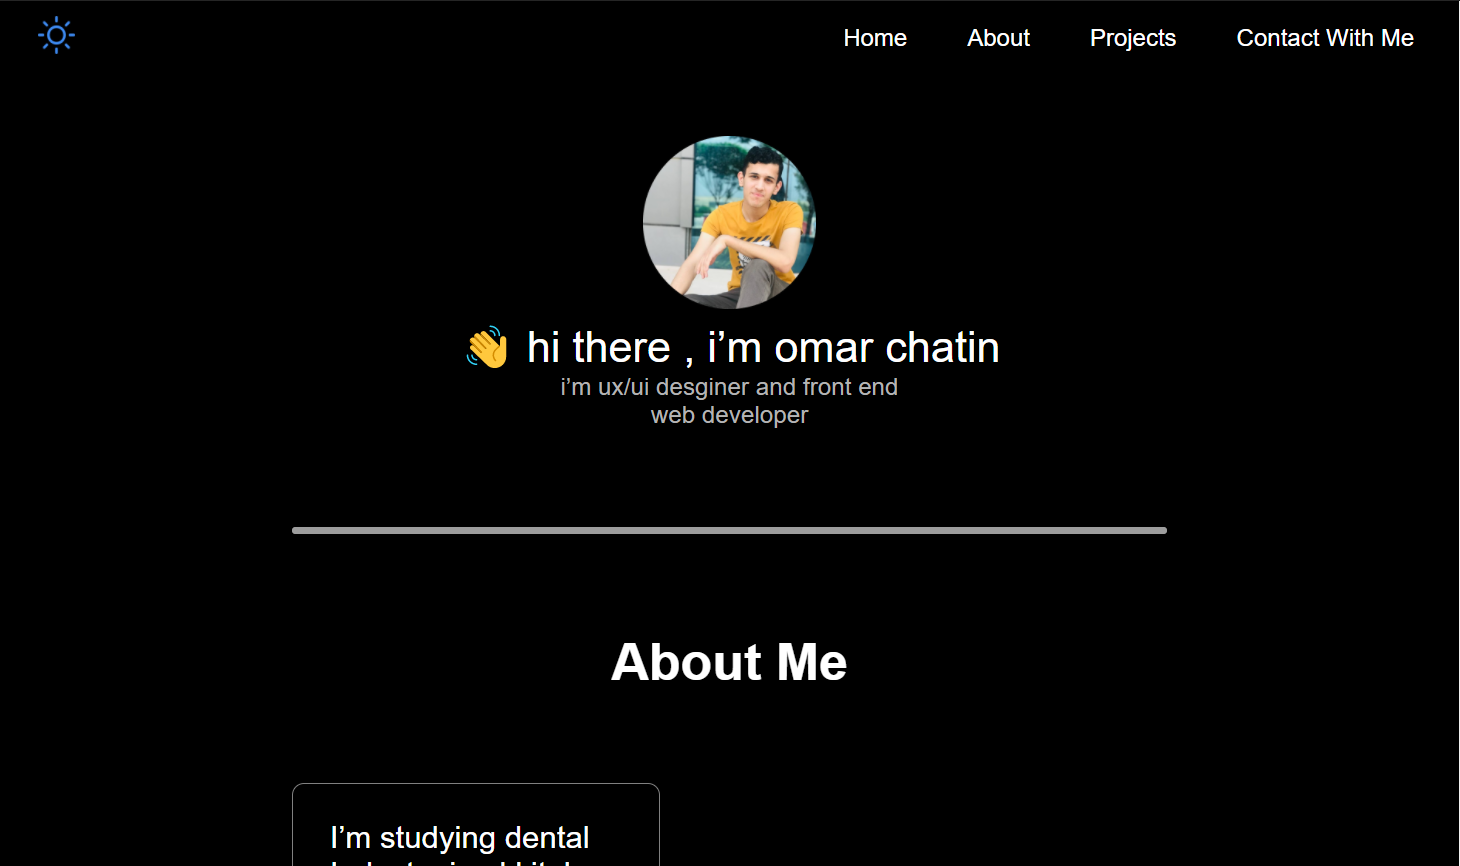 Home About Projects Contact With Me
hi there , i’m omar chatin
i’m ux/ui desginer and front end
web developer
About Me
I’m studying dental